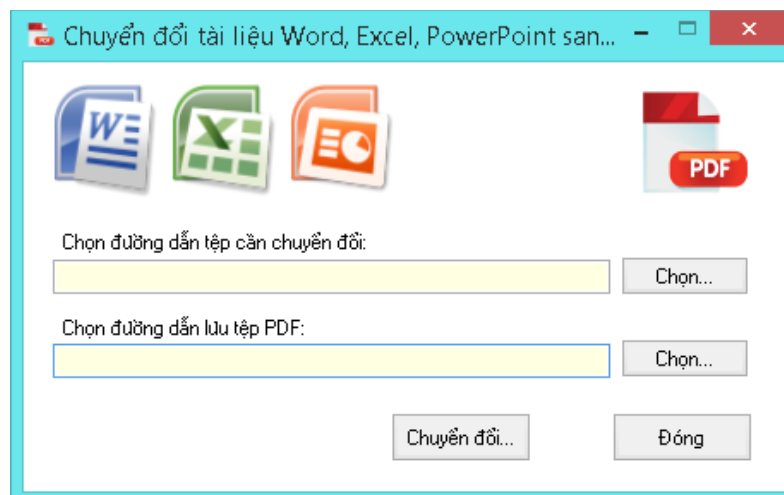 Chuyển đổi tài liệu Word, Excel, PowerPoint san...
W
X
PDF
Chọn đường dẫn tệp cần chuyển đổi:
Chọn...
Chọn đường dẫn lưu tệp PDF:
Chọn...
Chuyển đổi...
Đóng